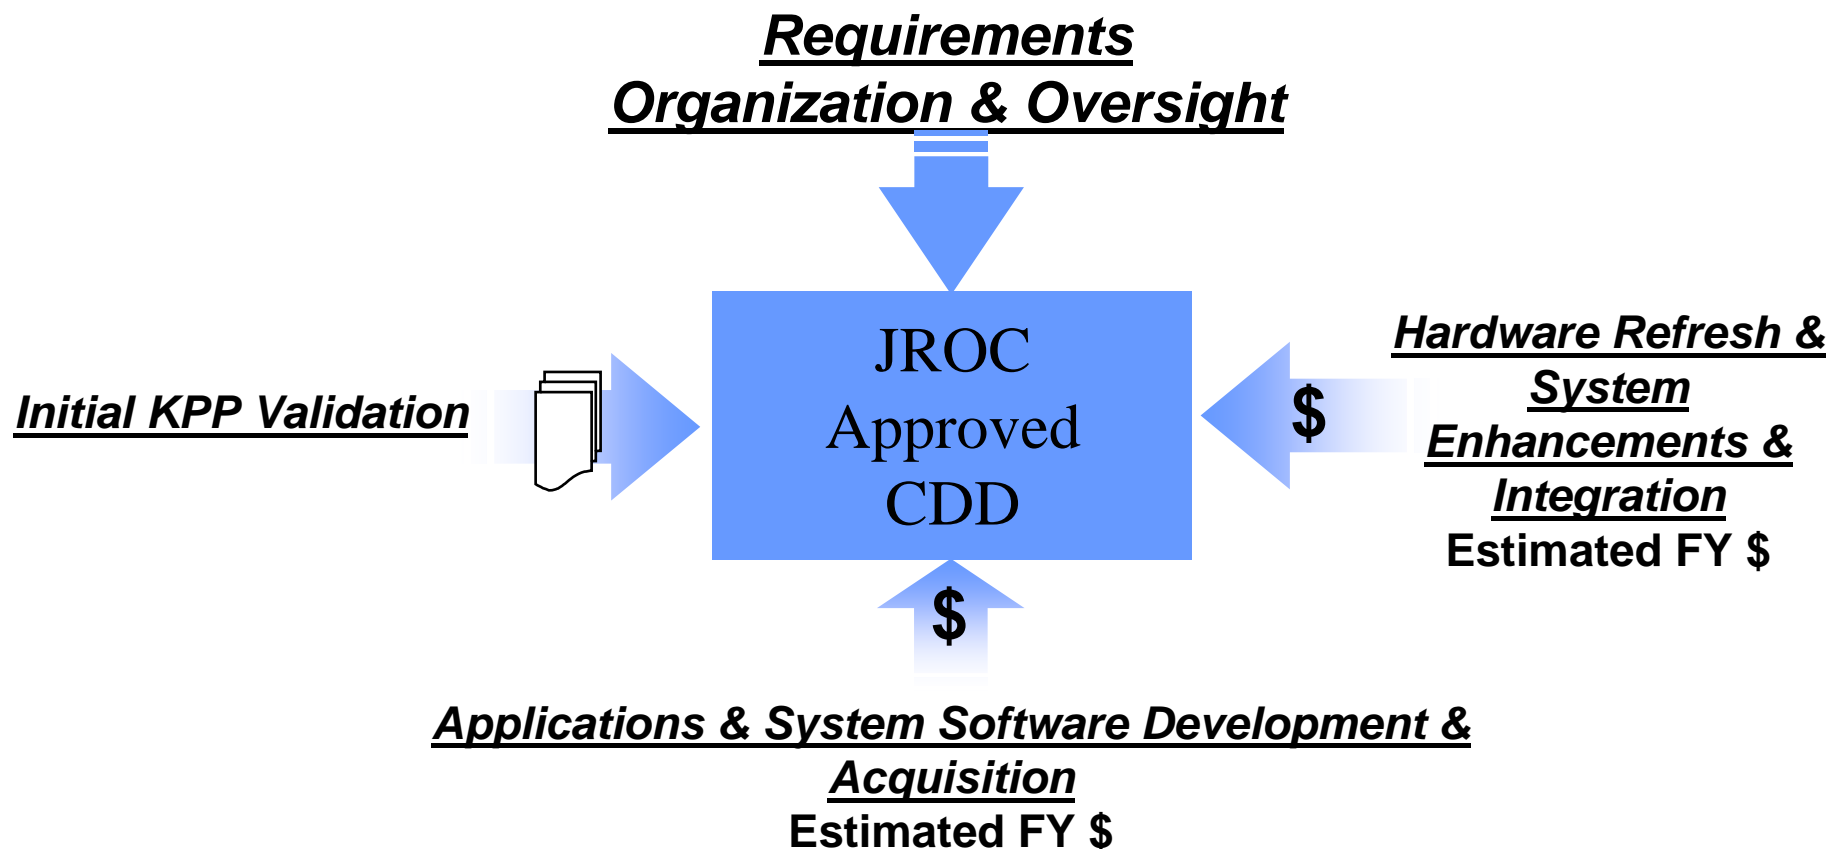 Requirements
Organization & Oversight
JROC
Approved
CDD
Initial KPP Validation
$
Hardware Refresh &
System
Enhancements &
Integration
Estimated FY $
$
Applications & System Software Development &
Acquisition
Estimated FY $